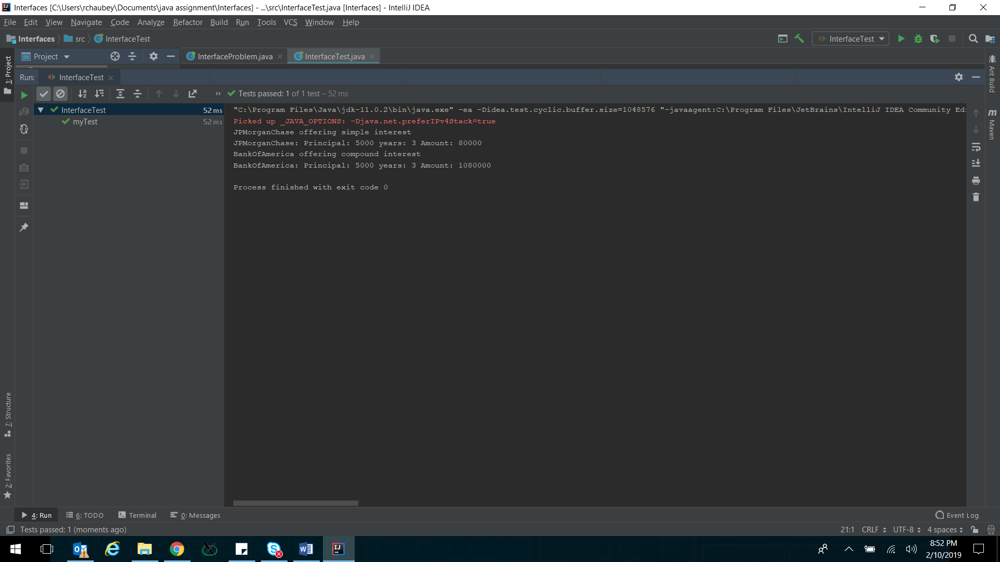 Interfaces [C:\Users\rchaubey\Documents\java assignment\Interfaces] - ...\src\InterfaceTest.java [Interfaces] - IntelliJ IDEA
File Edit View Navigate Code Analyze Refactor Build Run Tools VCS Window Help
Interfaces src InterfaceTest InterfaceTest
1: Project
Project InterfaceProblem.java InterfaceTest.java
Ant Build
Run: InterfaceTest
Tests passed: 1 of 1 test – 52 ms
InterfaceTest 52 ms
myTest 52 ms
"C:\Program Files\Java\jdk-11.0.2\bin\java.exe" -ea -Didea.test.cyclic.buffer.size=1048576 "-javaagent:C:\Program Files\JetBrains\IntelliJ IDEA Community Edi
Picked up _JAVA_OPTIONS: -Djava.net.preferIPv4Stack=true
JPMorganChase offering simple interest
JPMorganChase: Principal: 5000 years: 3 Amount: 80000
BankOfAmerica offering compound interest
BankOfAmerica: Principal: 5000 years: 3 Amount: 1080000
Process finished with exit code 0
Maven
7: Structure
2: Favorites
4: Run 6: TODO Terminal 0: Messages Event Log
Tests passed: 1 (moments ago) 21:1 CRLF UTF-8 4 spaces
8:52 PM
2/10/2019